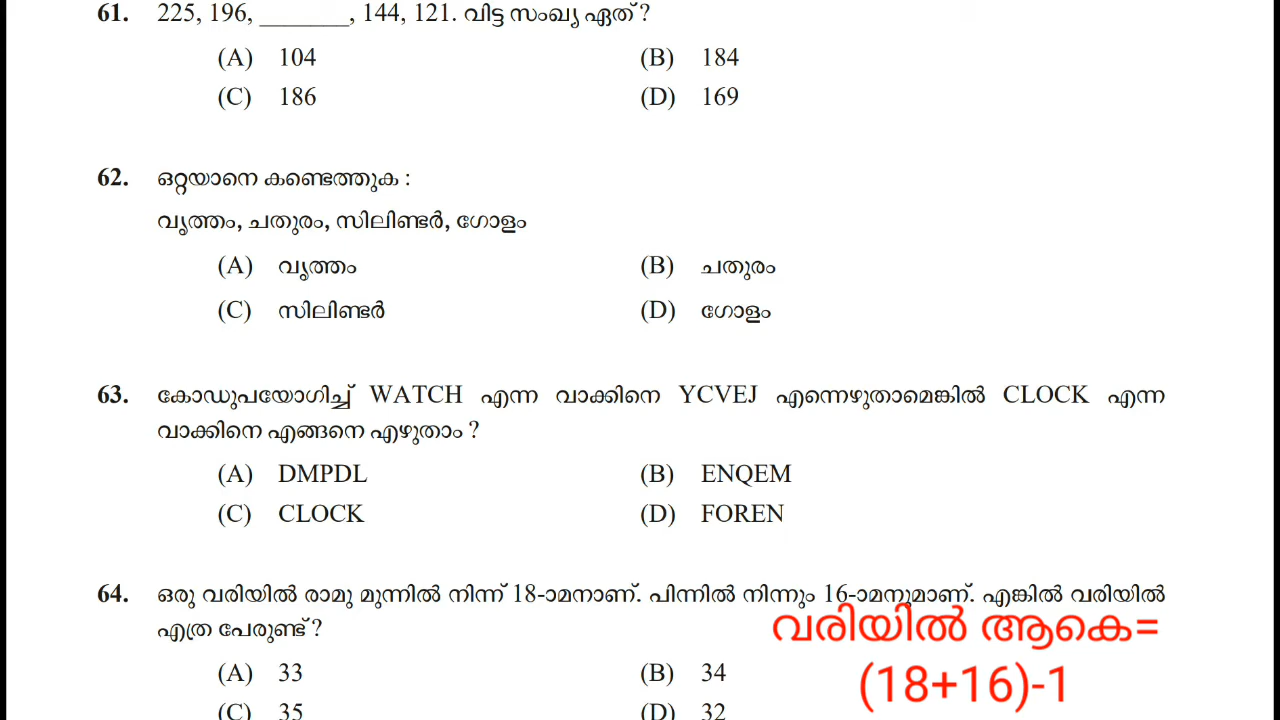 61. 225, 196, _______, 144, 121. വിട്ട സംഖ്യ ഏത് ?
(A) 104 (B) 184
(C) 186 (D) 169
62. ഒറ്റയാനെ കണ്ടെത്തുക :
വൃത്തം, ചതുരം, സിലിണ്ടർ, ഗോളം
(A) വൃത്തം (B) ചതുരം
(C) സിലിണ്ടർ (D) ഗോളം
63. കോഡുപയോഗിച്ച് WATCH എന്ന വാക്കിനെ YCVEJ എന്നെഴുതാമെങ്കിൽ CLOCK എന്ന
വാക്കിനെ എങ്ങനെ എഴുതാം ?
(A) DMPDL (B) ENQEM
(C) CLOCK (D) FOREN
64. ഒരു വരിയിൽ രാമു മുന്നിൽ നിന്ന് 18-ാമനാണ്. പിന്നിൽ നിന്നും 16-ാമനുമാണ്. എങ്കിൽ വരിയിൽ
എത്ര പേരുണ്ട് ?
വരിയിൽ ആകെ=
(A) 33 (B) 34
(18+16)-1
(C) 35 (D) 32